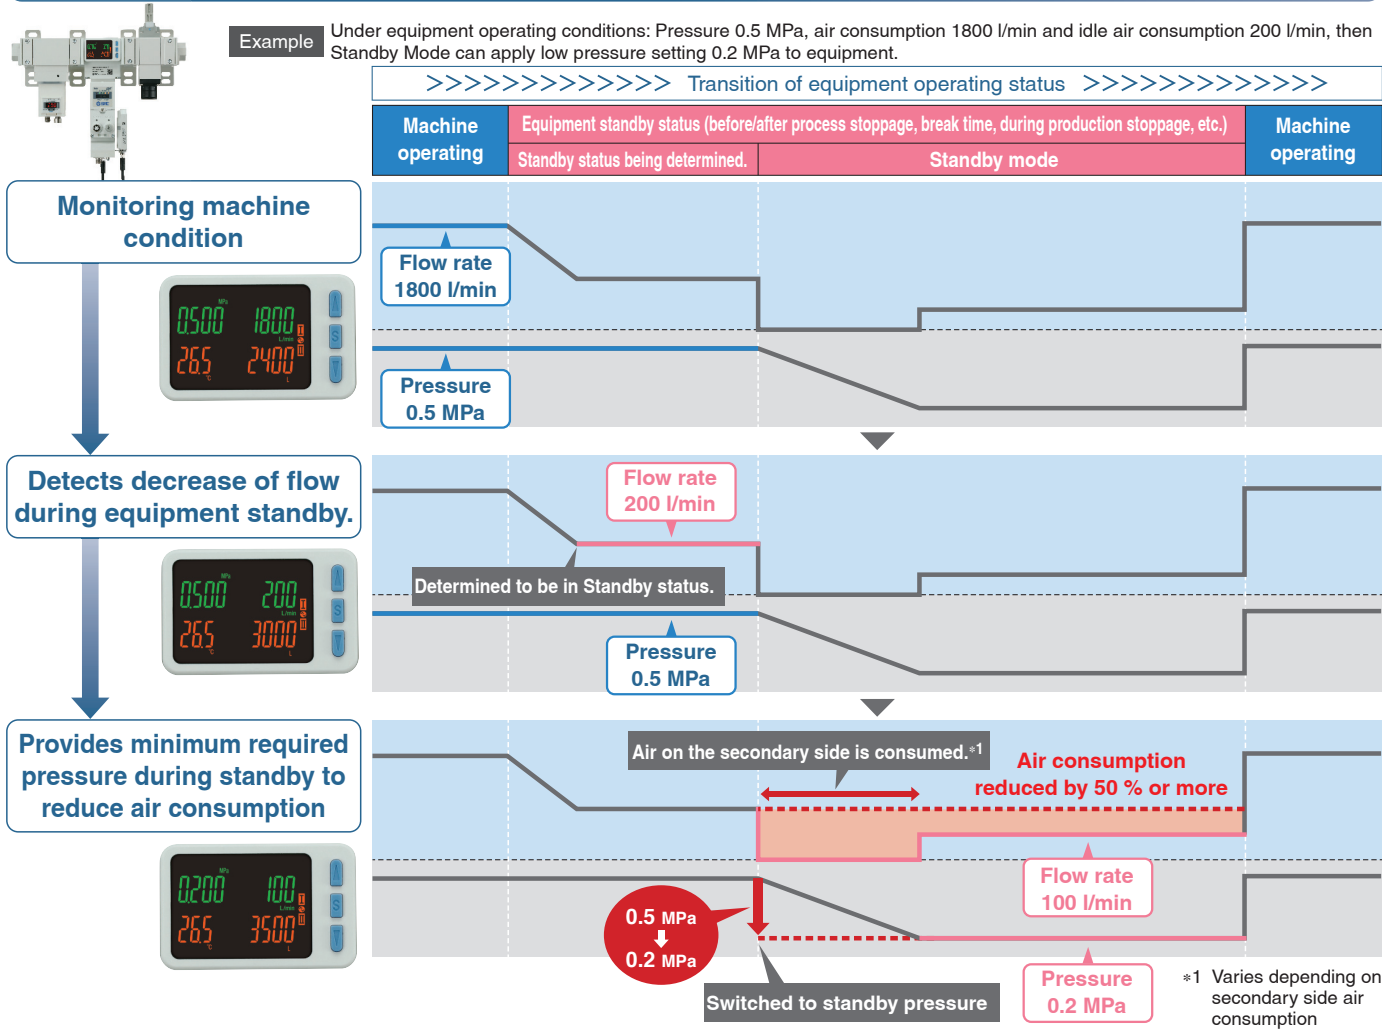 Example
Under equipment operating conditions: Pressure 0.5 MPa, air consumption 1800 l/min and idle air consumption 200 l/min, then
Standby Mode can apply low pressure setting 0.2 MPa to equipment.
>>>>>>>>>>>>> Transition of equipment operating status >>>>>>>>>>>>>
Machine
operating
Equipment standby status (before/after process stoppage, break time, during production stoppage, etc.)
Standby status being determined.
Standby mode
Machine
operating
Monitoring machine
condition
Flow rate
1800 l/min
Pressure
0.5 MPa
MPa
0.500 1800
L/min
26.5 2400
°C L
S
Detects decrease of flow
during equipment standby.
Flow rate
200 l/min
Determined to be in Standby status.
Pressure
0.5 MPa
MPa
0.500 200
L/min
26.5 3000
°C L
S
Provides minimum required
pressure during standby to
reduce air consumption
Air on the secondary side is consumed.*1
Air consumption
reduced by 50 % or more
Flow rate
100 l/min
0.5 MPa
0.2 MPa
Switched to standby pressure
Pressure
0.2 MPa
MPa
0.200 100
L/min
26.5 3500
°C L
S
*1 Varies depending on
secondary side air
consumption